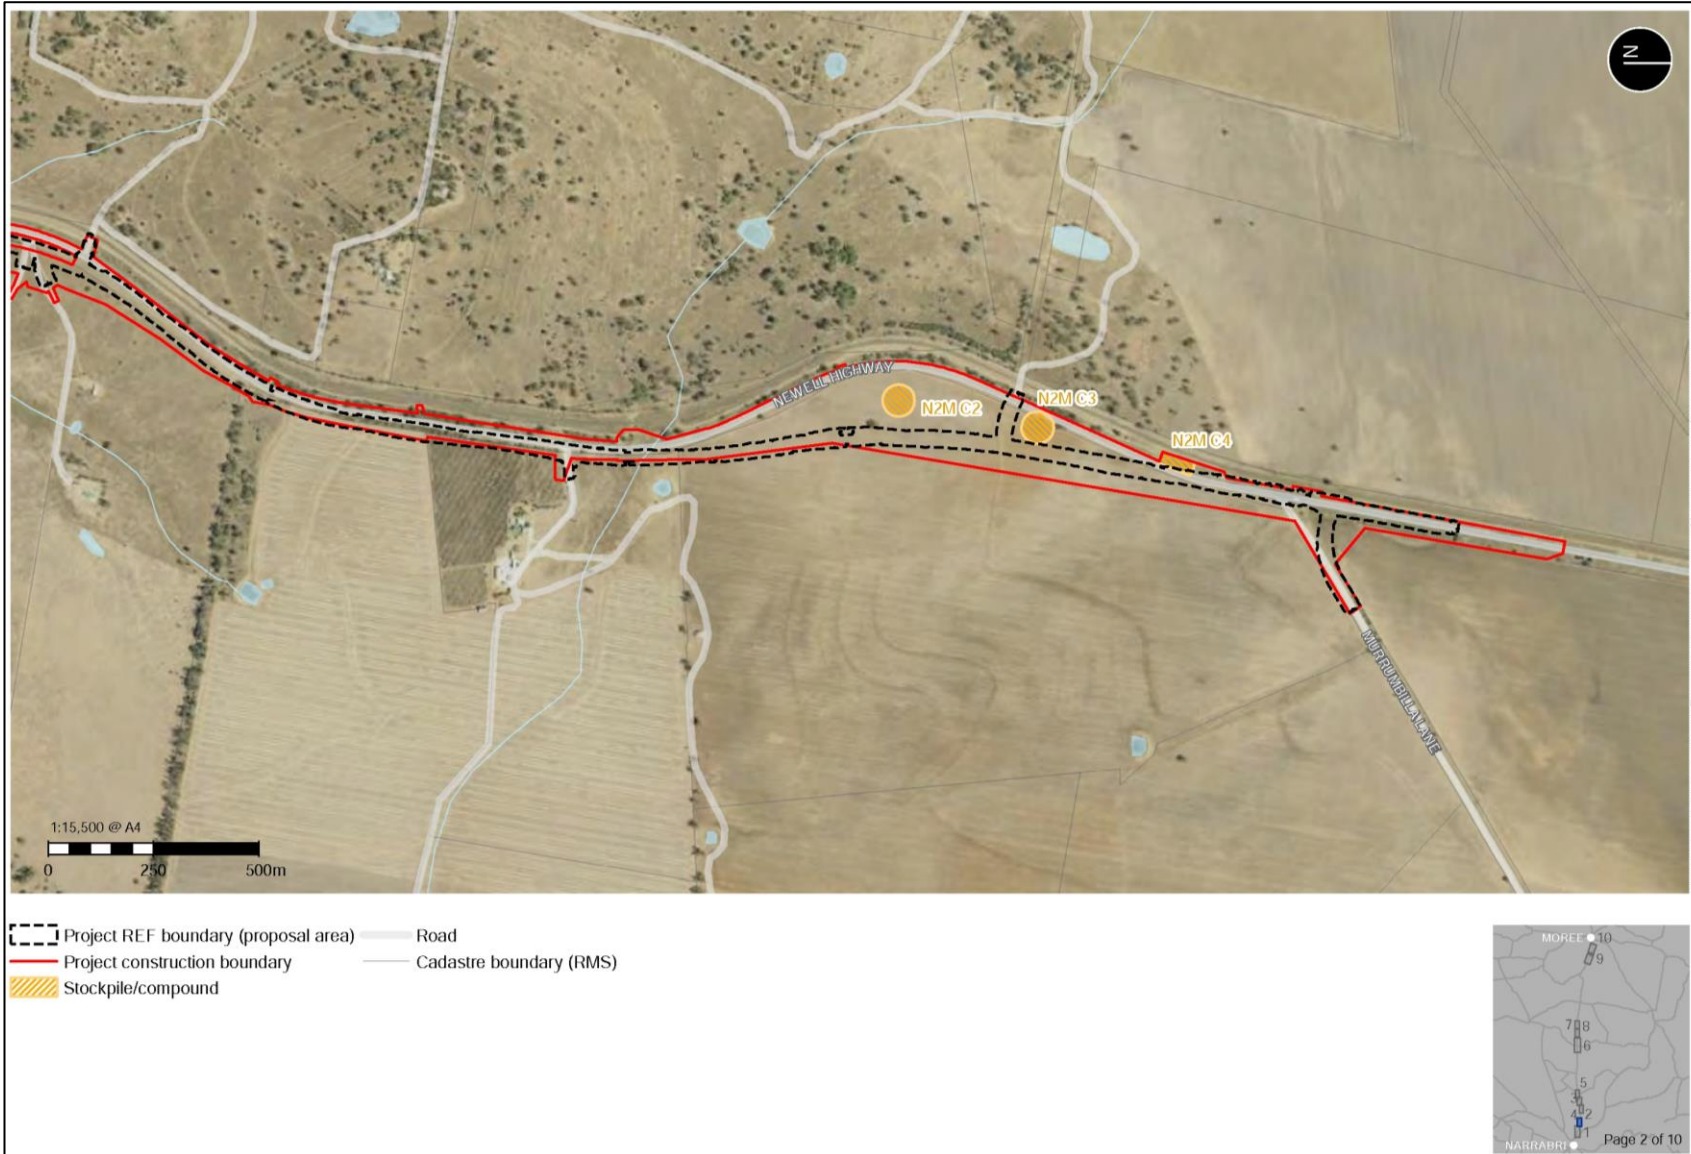 N
NEWELL HIGHWAY
N2M C2
N2M C3
N2M C4
MURRUMBILLA LANE
1:15,500 @ A4
0 250 500m
Project REF boundary (proposal area)
Road
Project construction boundary
Cadastre boundary (RMS)
Stockpile/compound
MOREE 10
9
7 8
6
5
3
4 2
1
NARRABRI
Page 2 of 10